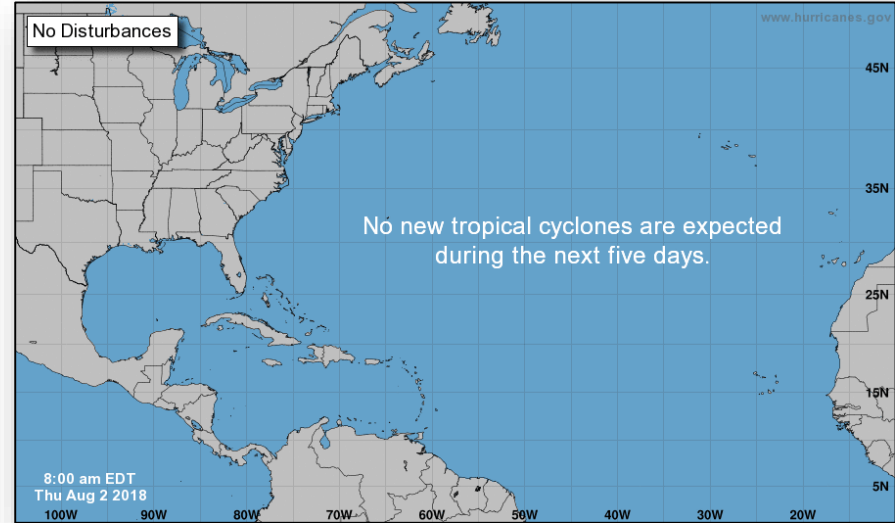 No Disturbances
www.hurricanes.gov
45N
35N
No new tropical cyclones are expected
during the next five days.
25N
15N
8:00 am EDT
Thu Aug 2 2018
5N
100W 90W 80W 70W 60W 50W 40W 30W 20W